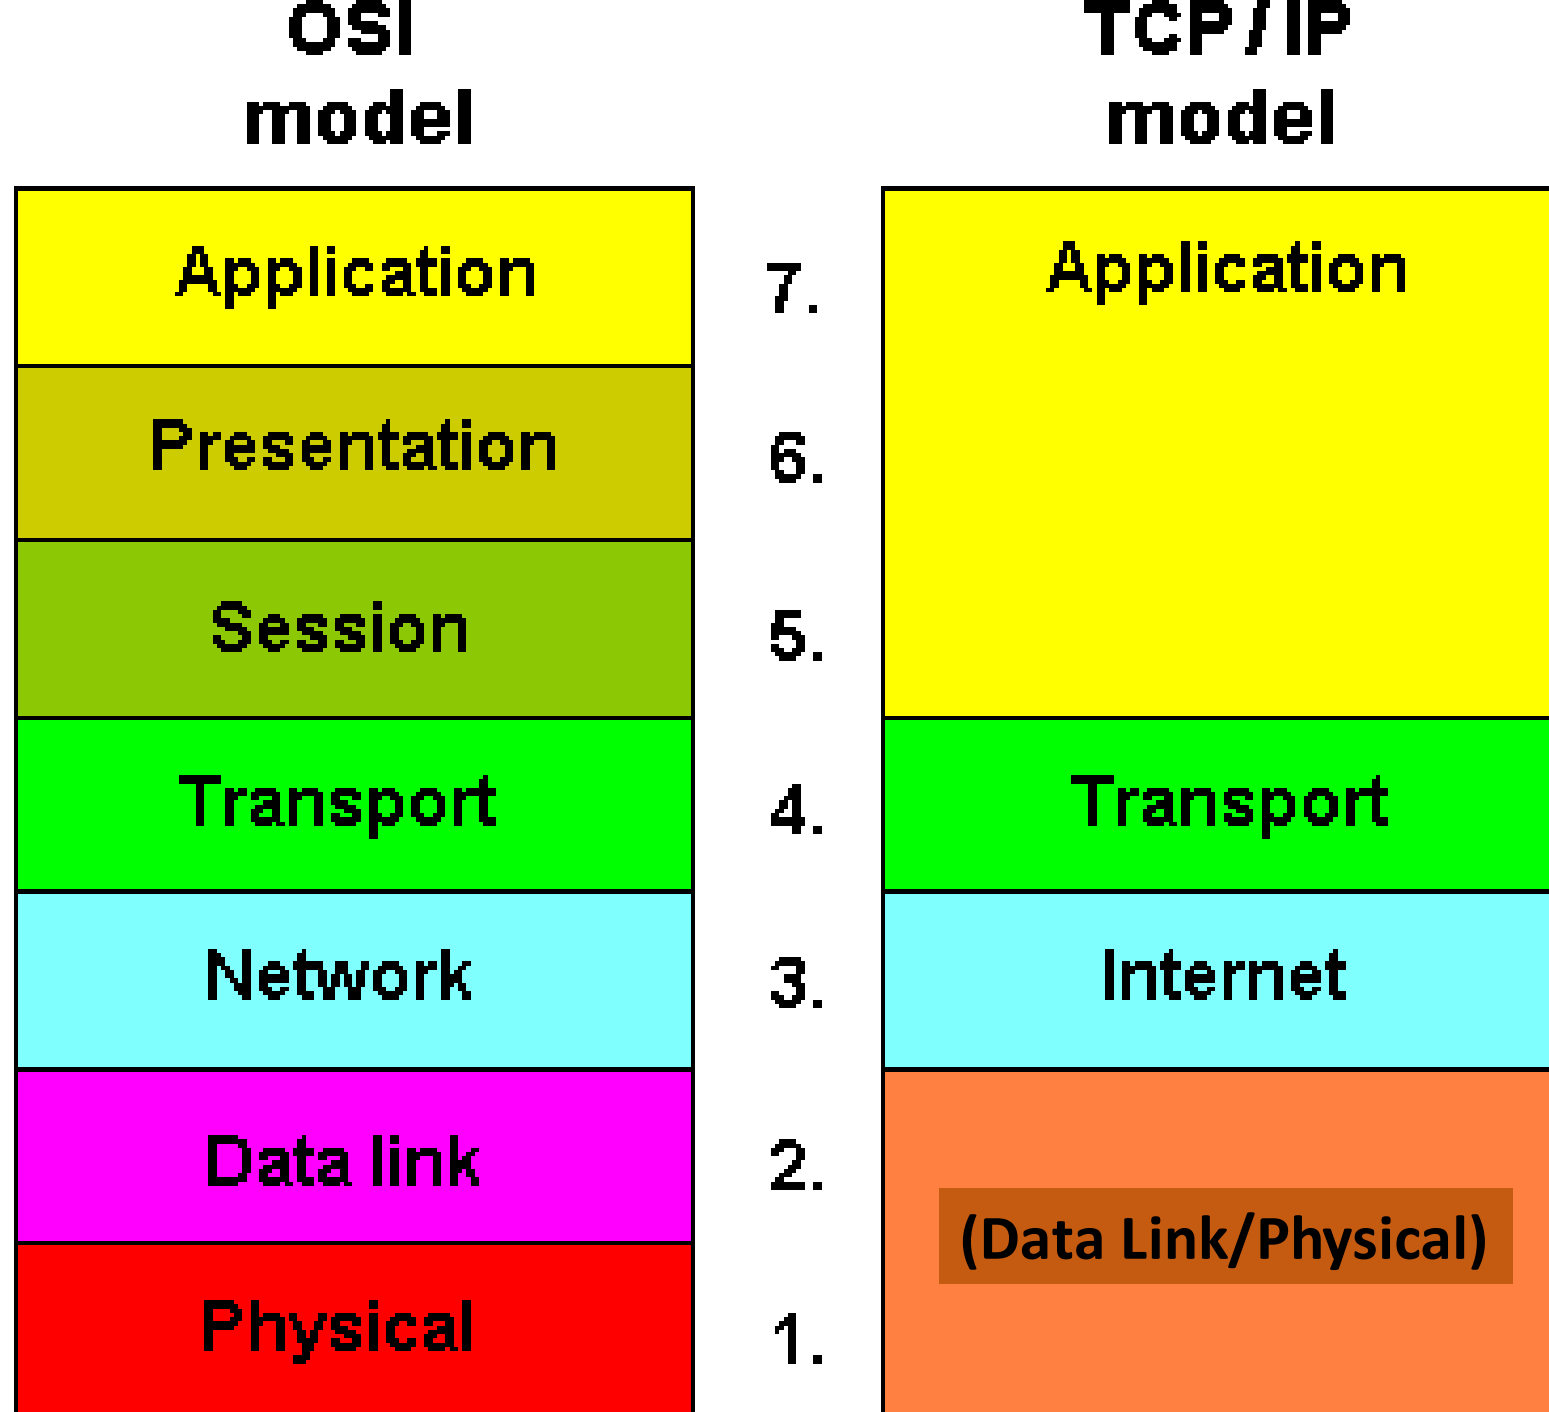 OSI
model
TCP/IP
model
Application
7.
Application
Presentation
6.
Session
5.
Transport
4.
Transport
Network
3.
Internet
Data link
2.
(Data Link/Physical)
Physical
1.